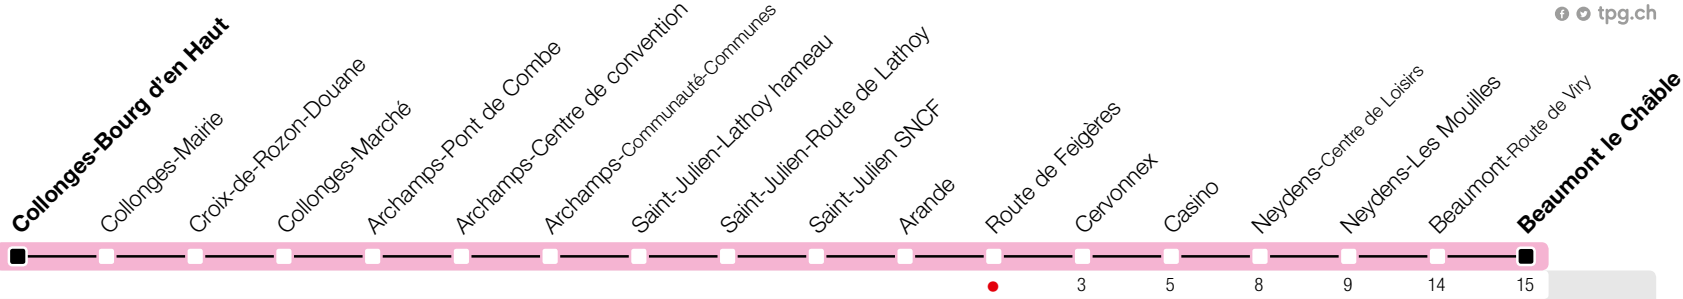 tpg.ch
Collonges-Bourg d'en Haut
Collonges-Mairie
Croix-de-Rozon-Douane
Collonges-Marché
Archamps-Pont de Combe
Archamps-Centre de convention
Archamps-Communauté-Communes
Saint-Julien-Lathoy hameau
Saint-Julien-Route de Lathoy
Saint-Julien SNCF
Arande
Route de Feigères
Cervonnex
Casino
Neydens-Centre de Loisirs
Neydens-Les Mouilles
Beaumont-Route de Viry
Beaumont le Châble
3 5 8 9 14 15